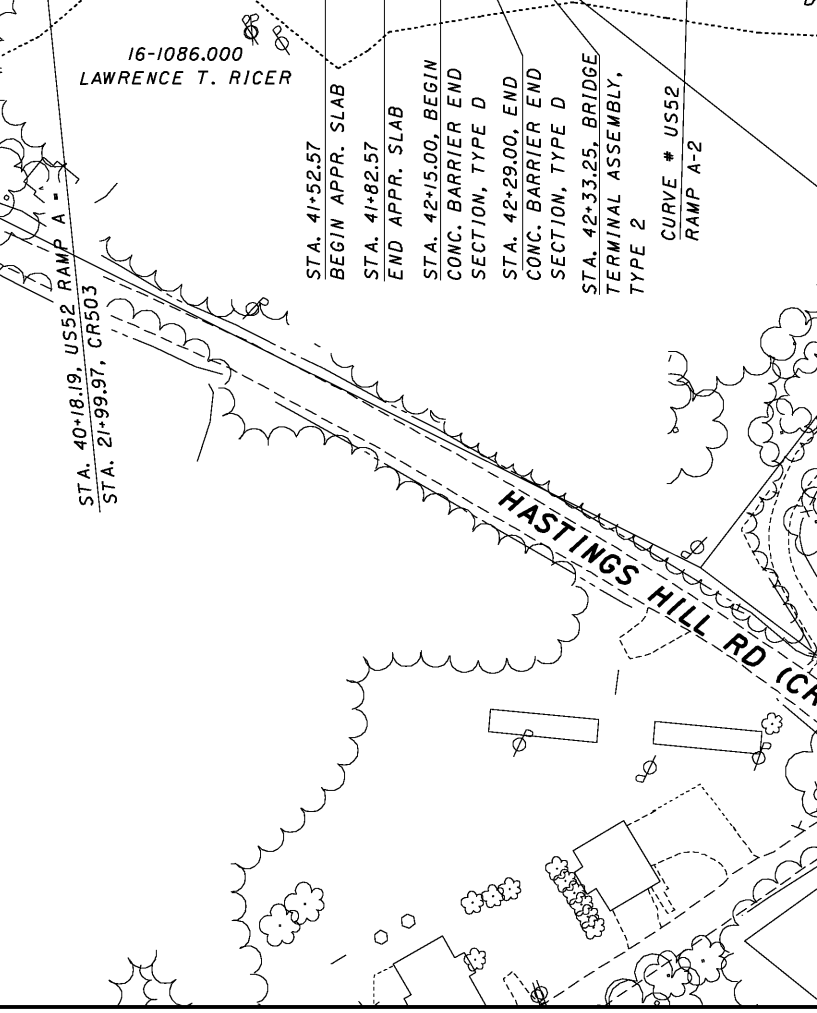 16-1086.000
LAWRENCE T. RICER
STA. 40+18.19, US52 RAMP A =
STA. 21+99.97, CR503
STA. 41+52.57
BEGIN APPR. SLAB
STA. 41+82.57
END APPR. SLAB
STA. 42+15.00, BEGIN
CONC. BARRIER END
SECTION, TYPE D
STA. 42+29.00, END
CONC. BARRIER END
SECTION, TYPE D
STA. 42+33.25, BRIDGE
TERMINAL ASSEMBLY,
TYPE 2
CURVE # US52
RAMP A-2
HASTINGS HILL RD (CR